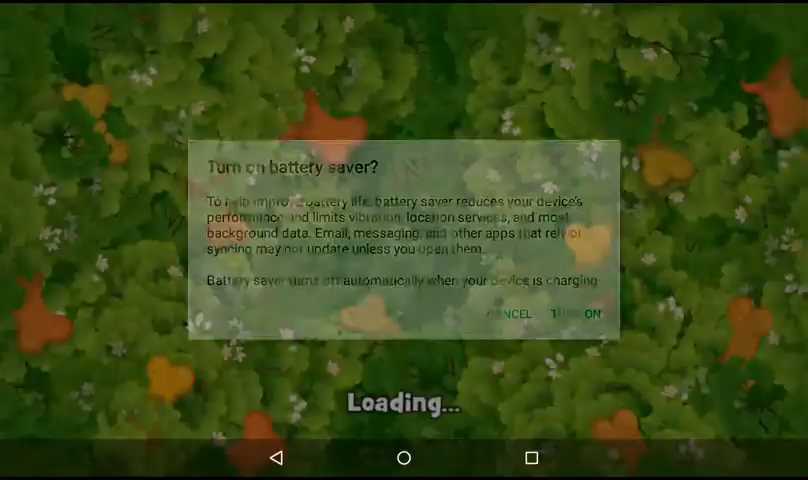 Turn on battery saver?
To help improve battery life, battery saver reduces your device's
performance and limits vibration, location services, and most
background data. Email, messaging, and other apps that rely on
syncing may not update unless you open them.
Battery saver turns off automatically when your device is charging.
CANCEL TURN ON
Loading...